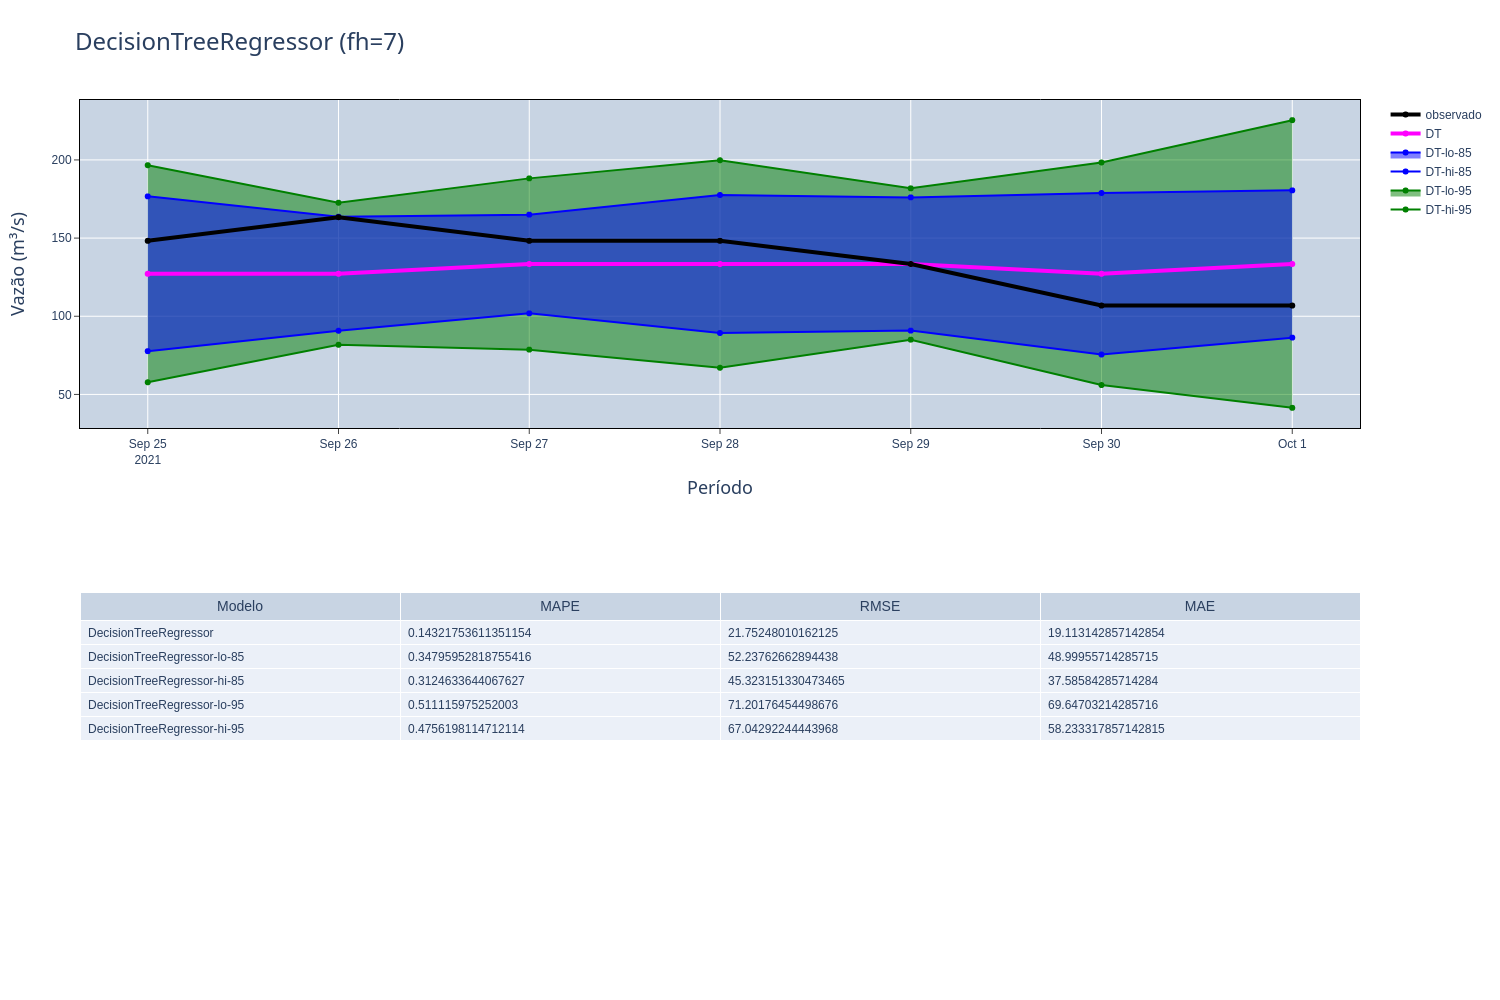 DecisionTreeRegressor (fh=7)
observado
DT
DT-lo-85
DT-hi-85
DT-lo-95
DT-hi-95
Vazão (m³/s)
200
150
100
50
Sep 25 Sep 26 Sep 27 Sep 28 Sep 29 Sep 30 Oct 1
2021
Período
Modelo MAPE RMSE MAE
DecisionTreeRegressor 0.14321753611351154 21.75248010162125 19.113142857142854
DecisionTreeRegressor-lo-85 0.34795952818755416 52.23762662894438 48.99955714285715
DecisionTreeRegressor-hi-85 0.3124633644067627 45.323151330473465 37.58584285714284
DecisionTreeRegressor-lo-95 0.511115975252003 71.20176454498676 69.64703214285716
DecisionTreeRegressor-hi-95 0.4756198114712114 67.04292244443968 58.233317857142815